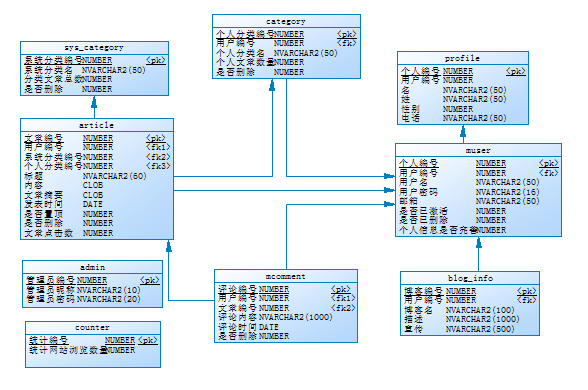 sys_category
系统分类编号 NUMBER <pk>
系统分类名 NVARCHAR2(50)
分类文章总数 NUMBER
是否删除 NUMBER
category
个人分类编号 NUMBER <pk>
用户编号 NUMBER <fk>
个人分类名 NVARCHAR2(50)
个人文章数量 NUMBER
是否删除 NUMBER
profile
个人编号 NUMBER <pk>
用户编号 NUMBER
名 NVARCHAR2(50)
姓 NVARCHAR2(50)
性别 NUMBER
电话 NVARCHAR2(50)
article
文章编号 NUMBER <pk>
用户编号 NUMBER <fk1>
系统分类编号 NUMBER <fk2>
个人分类编号 NUMBER <fk3>
标题 NVARCHAR2(60)
内容 CLOB
文章摘要 CLOB
发表时间 DATE
是否置顶 NUMBER
是否删除 NUMBER
文章点击数 NUMBER
muser
个人编号 NUMBER <pk>
用户编号 NUMBER <fk>
用户名 NVARCHAR2(50)
用户密码 NVARCHAR2(16)
邮箱 NVARCHAR2(50)
是否已激活 NUMBER
是否已删除 NUMBER
个人信息是否完善 NUMBER
admin
管理员编号 NUMBER <pk>
管理员昵称 NVARCHAR2(10)
管理员密码 NVARCHAR2(20)
mcomment
评论编号 NUMBER <pk>
用户编号 NUMBER <fk1>
文章编号 NUMBER <fk2>
评论内容 NVARCHAR2(1000)
评论时间 DATE
是否删除 NUMBER
blog_info
博客编号 NUMBER <pk>
用户编号 NUMBER <fk>
博客名 NVARCHAR2(100)
描述 NVARCHAR2(1000)
宣传 NVARCHAR2(500)
counter
统计编号 NUMBER <pk>
统计网站浏览数量 NUMBER